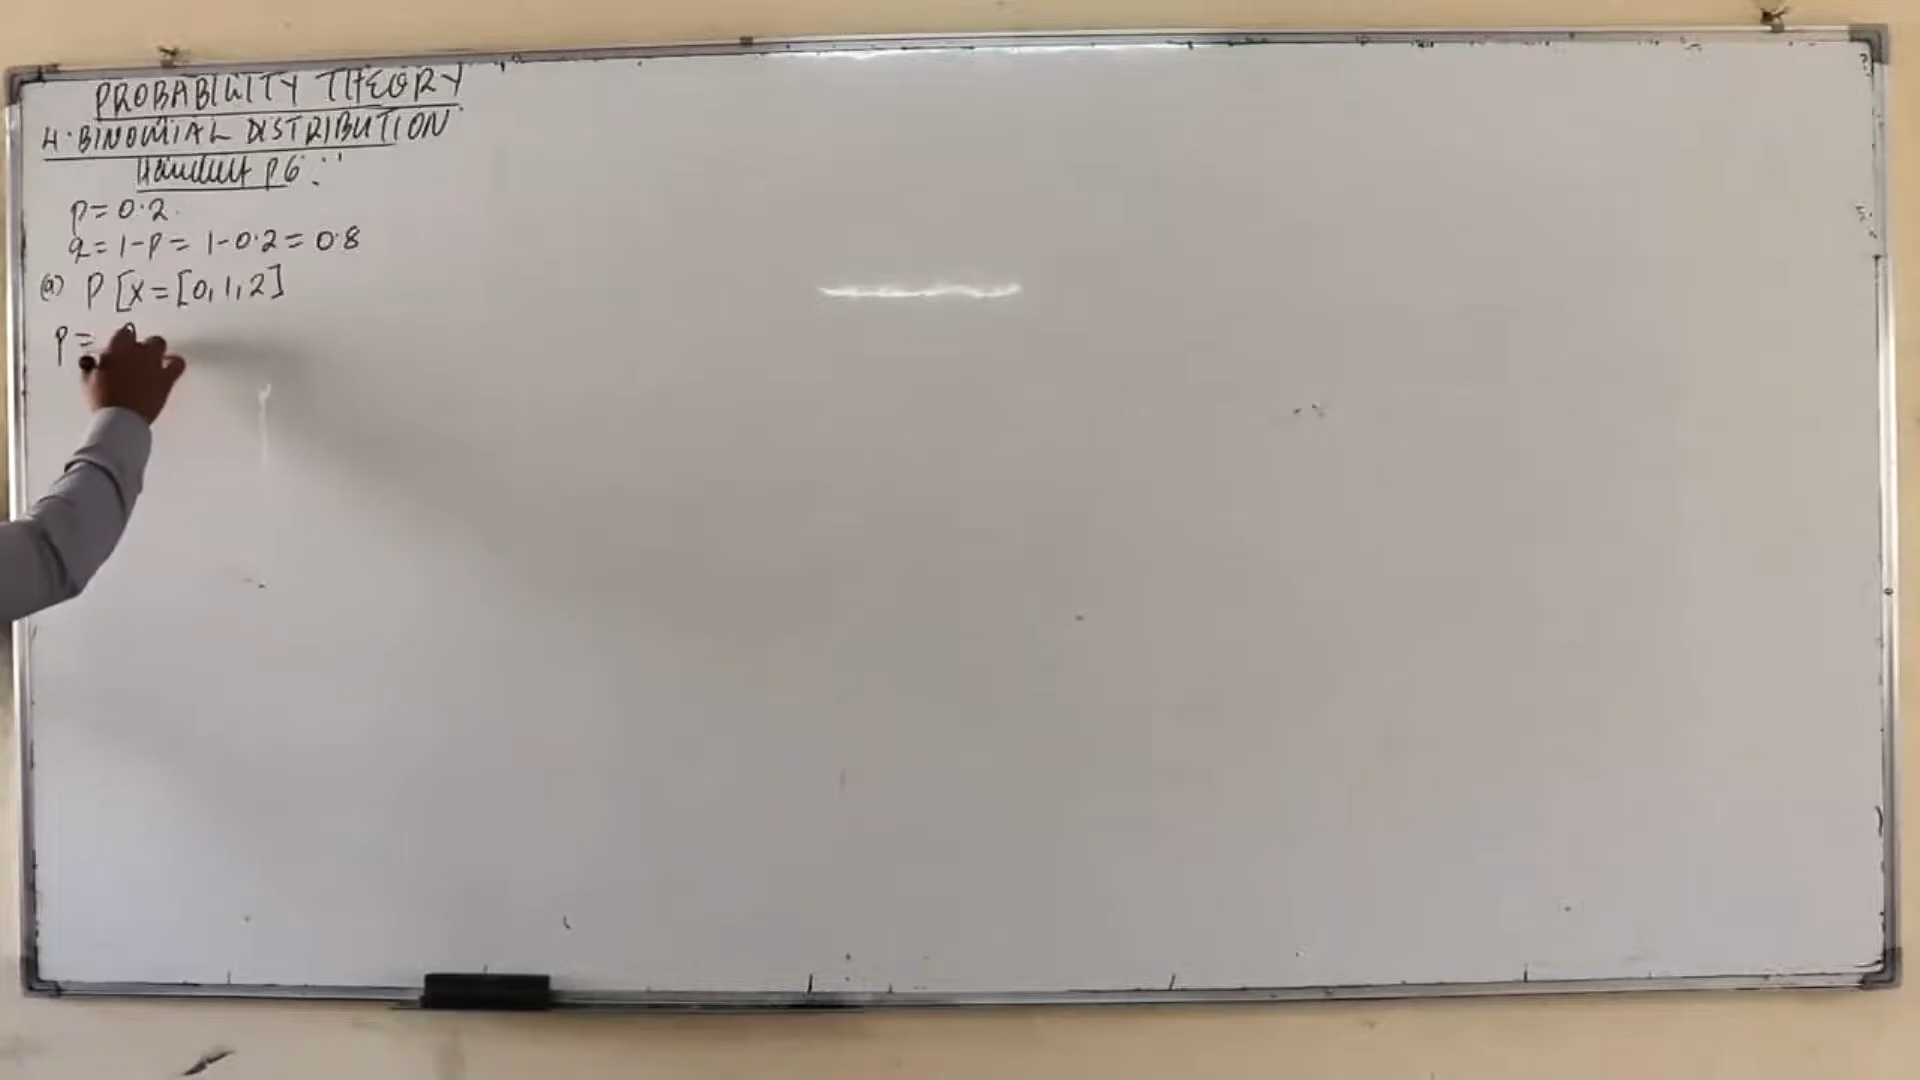 PROBABILITY THEORY
4. BINOMIAL DISTRIBUTION
Handout P6:
p = 0.2
q = 1-P = 1-0.2 = 0.8
(a) P [x = [0, 1, 2]
P =